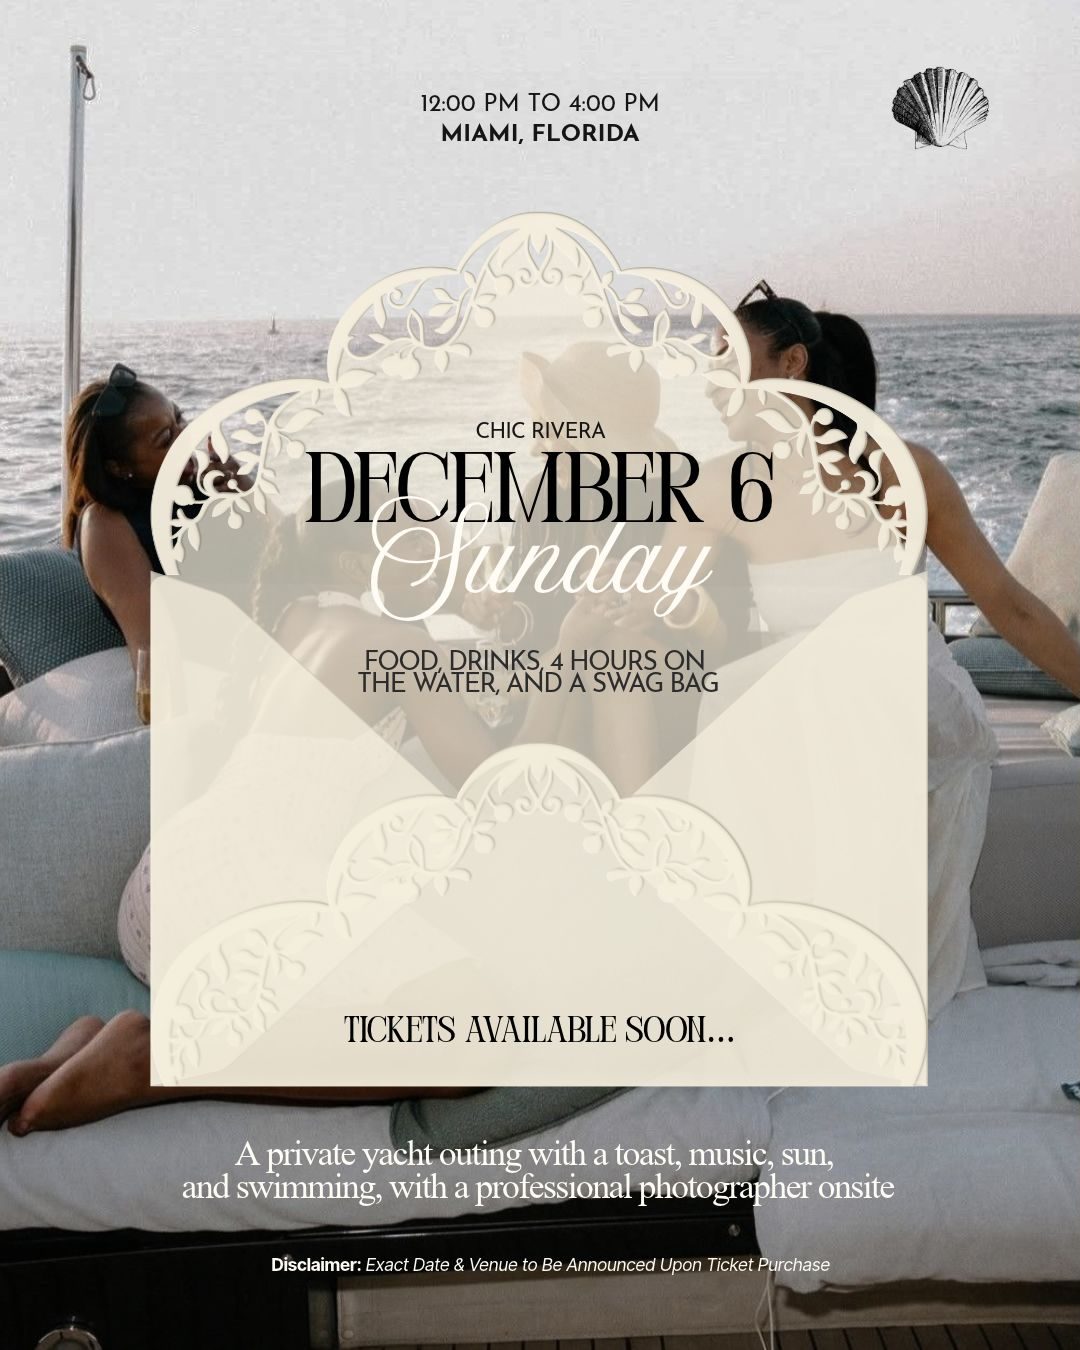 12:00 PM TO 4:00 PM
MIAMI, FLORIDA
CHIC RIVERA
DECEMBER 6
Sunday
FOOD, DRINKS, 4 HOURS ON
THE WATER, AND A SWAG BAG
TICKETS AVAILABLE SOON...
A private yacht outing with a toast, music, sun,
and swimming, with a professional photographer onsite
Disclaimer: Exact Date & Venue to Be Announced Upon Ticket Purchase